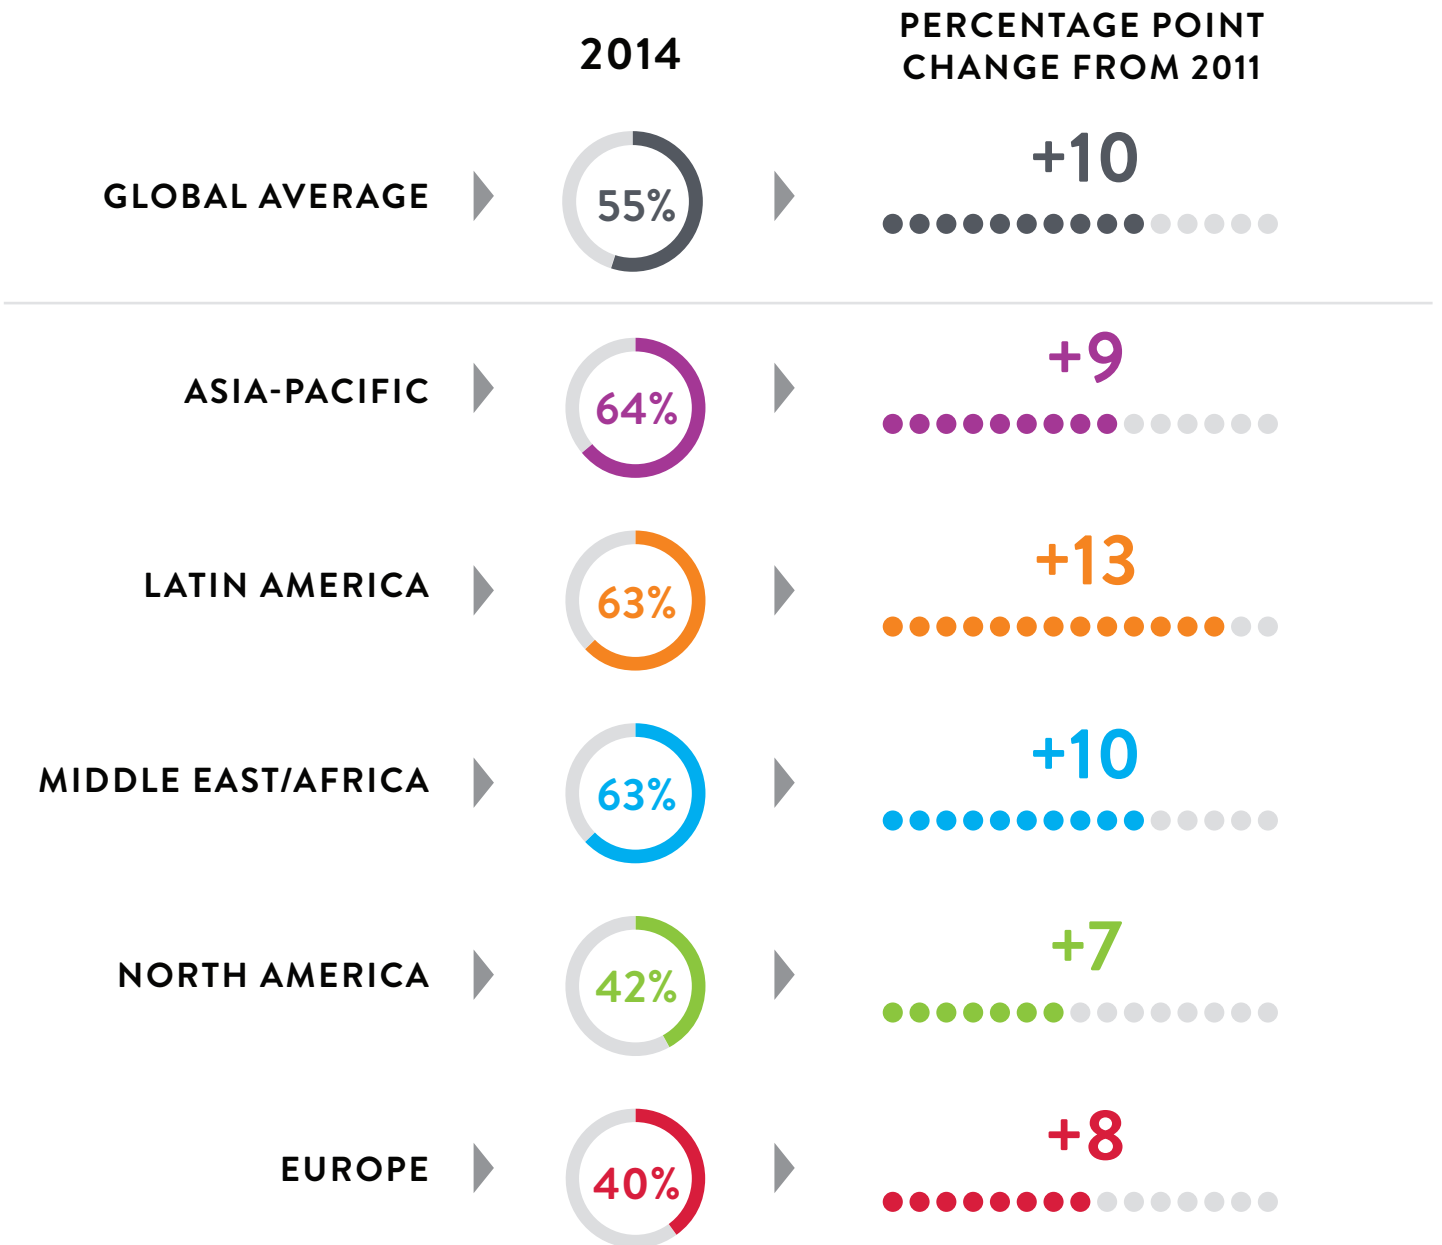 2014
PERCENTAGE POINT
CHANGE FROM 2011
GLOBAL AVERAGE
55%
+10
ASIA-PACIFIC
64%
+9
LATIN AMERICA
63%
+13
MIDDLE EAST/AFRICA
63%
+10
NORTH AMERICA
42%
+7
EUROPE
40%
+8